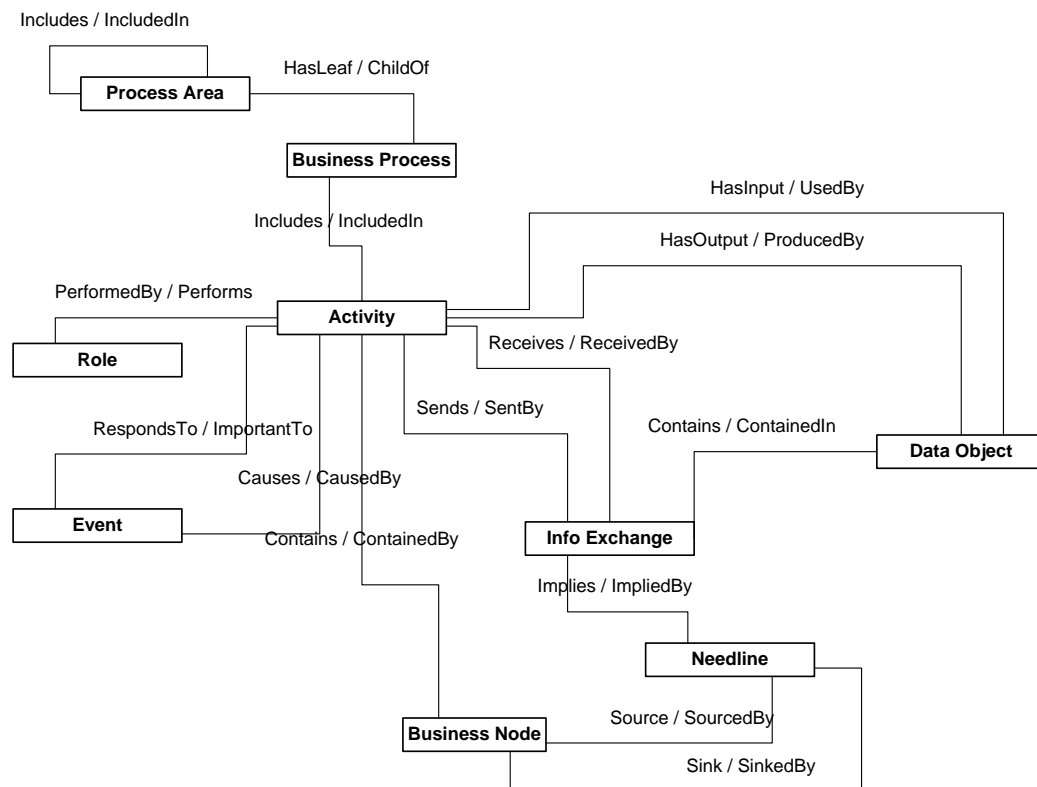 Includes / IncludedIn
HasLeaf / ChildOf
Process Area
Business Process
HasInput / UsedBy
Includes / IncludedIn
HasOutput / ProducedBy
PerformedBy / Performs
Activity
Receives / ReceivedBy
Role
Sends / SentBy
RespondsTo / ImportantTo
Contains / ContainedIn
Data Object
Causes / CausedBy
Event
Contains / ContainedBy
Info Exchange
Implies / ImpliedBy
Needline
Source / SourcedBy
Business Node
Sink / SinkedBy